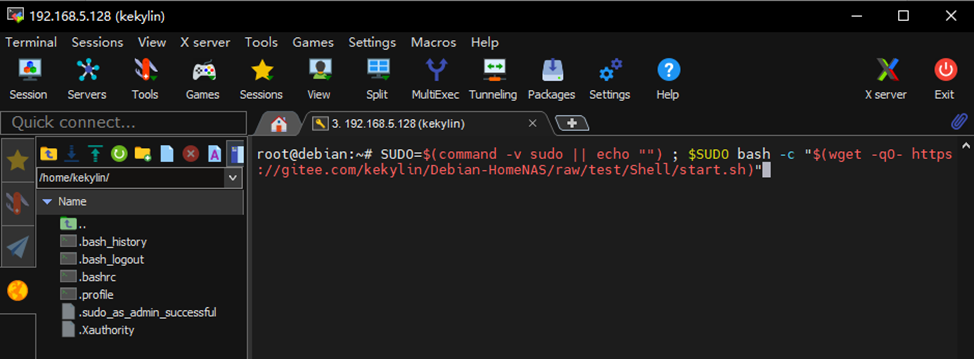 192.168.5.128 (kekylin)
Terminal Sessions View X server Tools Games Settings Macros Help
Session Servers Tools Games Sessions View Split MultiExec Tunneling Packages Settings Help X server Exit
Quick connect...
3. 192.168.5.128 (kekylin)
/home/kekylin/
Name
..
.bash_history
.bash_logout
.bashrc
.profile
.sudo_as_admin_successful
.Xauthority
root@debian:~# SUDO=$(command -v sudo || echo "") ; $SUDO bash -c "$(wget -qO- https
://gitee.com/kekylin/Debian-HomeNAS/raw/test/Shell/start.sh)"